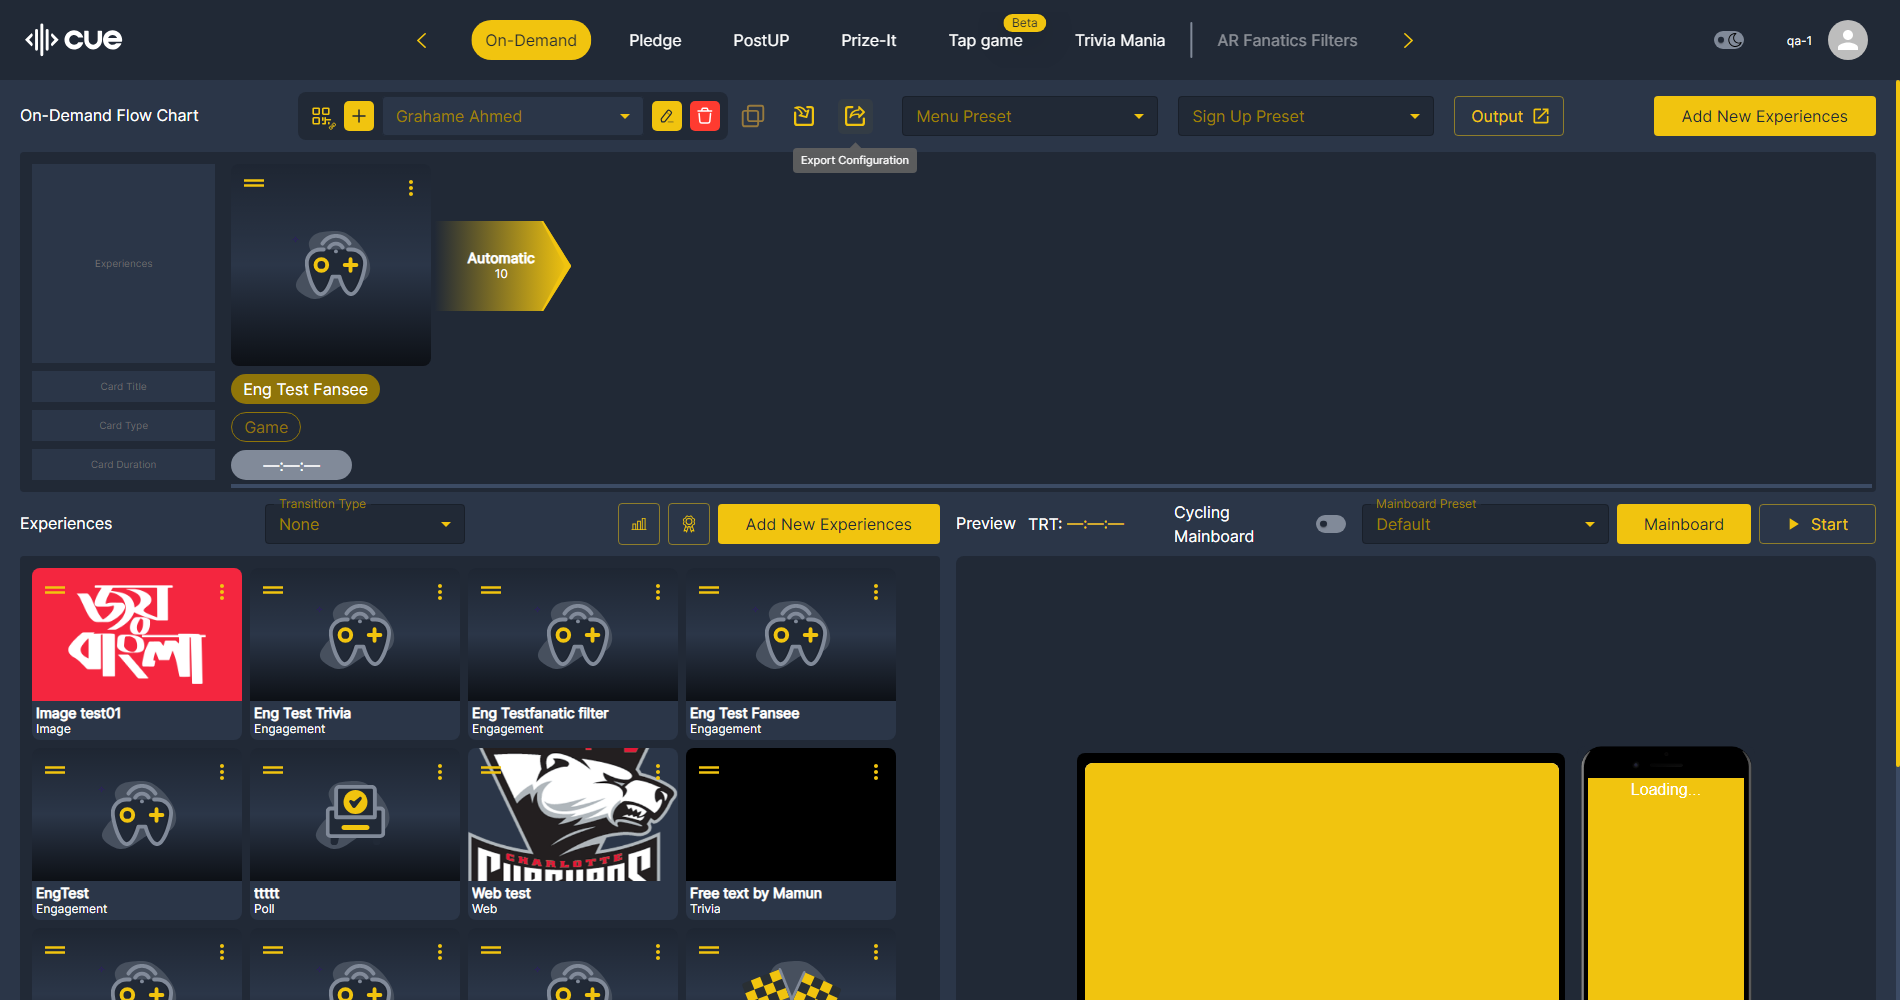 cue
On-Demand
Pledge
PostUP
Prize-It
Tap game
Beta
Trivia Mania
AR Fanatics Filters
qa-1
On-Demand Flow Chart
Grahame Ahmed
Menu Preset
Sign Up Preset
Output
Add New Experiences
Export Configuration
Experiences
Automatic
10
Card Title
Eng Test Fansee
Card Type
Game
Card Duration
—:—:—
Experiences
Transition Type
None
Add New Experiences
Preview
TRT: —:—:—
Cycling
Mainboard
Mainboard Preset
Default
Mainboard
Start
জয়
বাংলা
Image test01
Image
Eng Test Trivia
Engagement
Eng Testfanatic filter
Engagement
Eng Test Fansee
Engagement
EngTest
Engagement
ttttt
Poll
CHARLOTTE
Web test
Web
Free text by Mamun
Trivia
Loading...